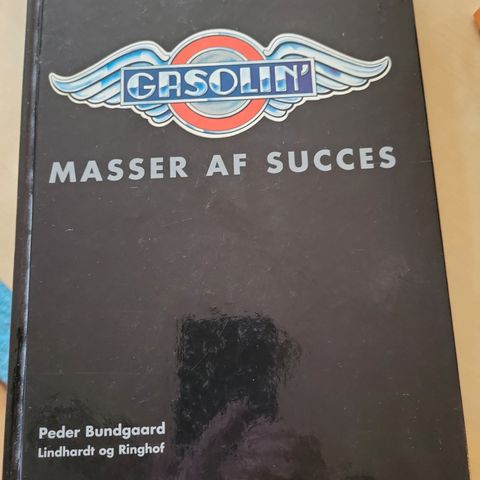 GASOLIN'
MASSER AF SUCCES
Peder Bundgaard
Lindhardt og Ringhof